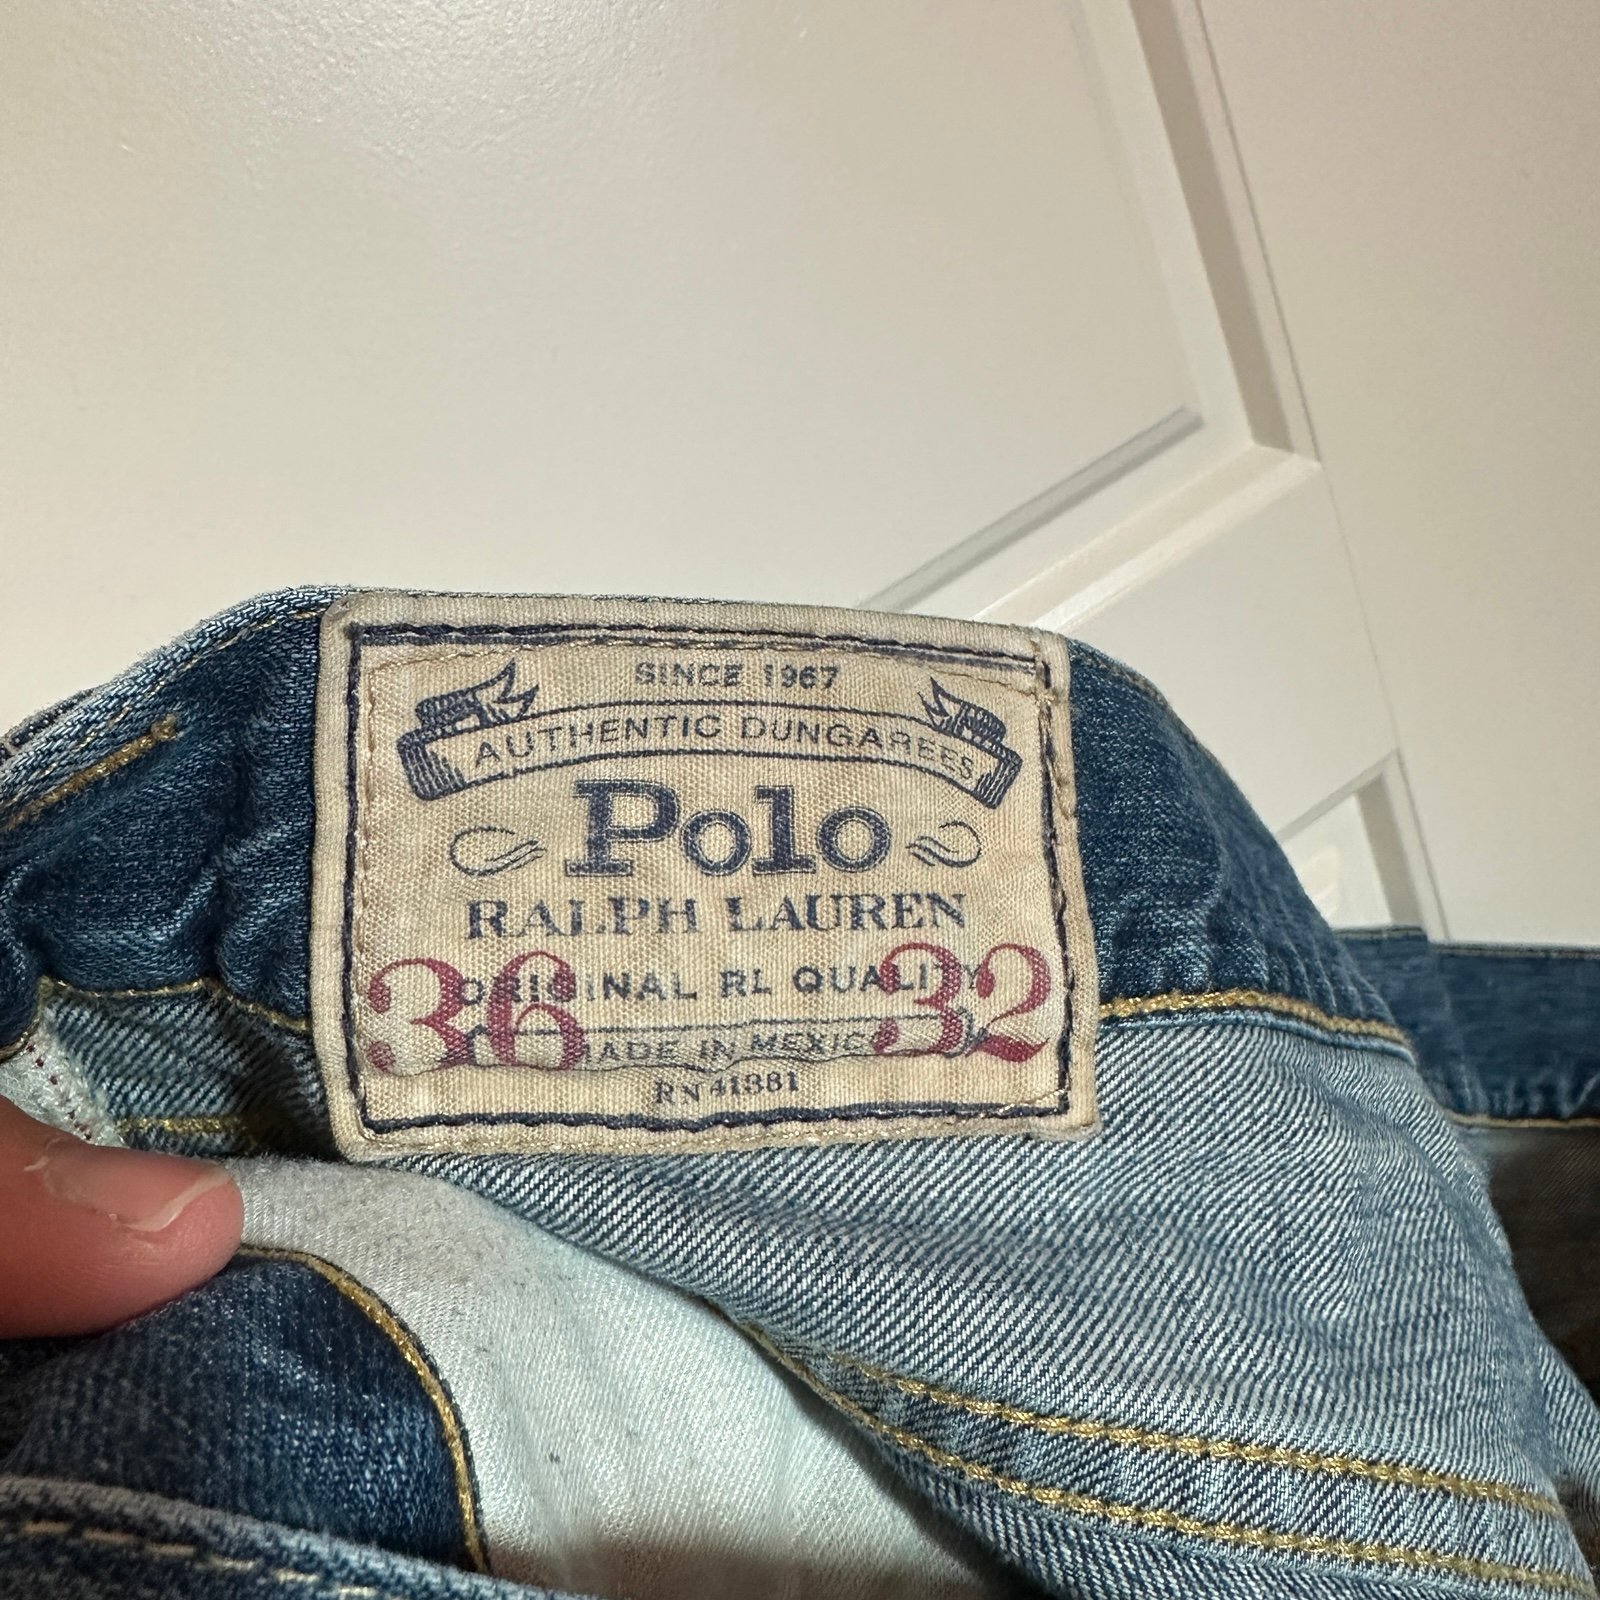 SINCE 1967
AUTHENTIC DUNGAREES
Polo
RALPH LAUREN
ORIGINAL RL QUALITY
36 32
MADE IN MEXICO
RN 41381